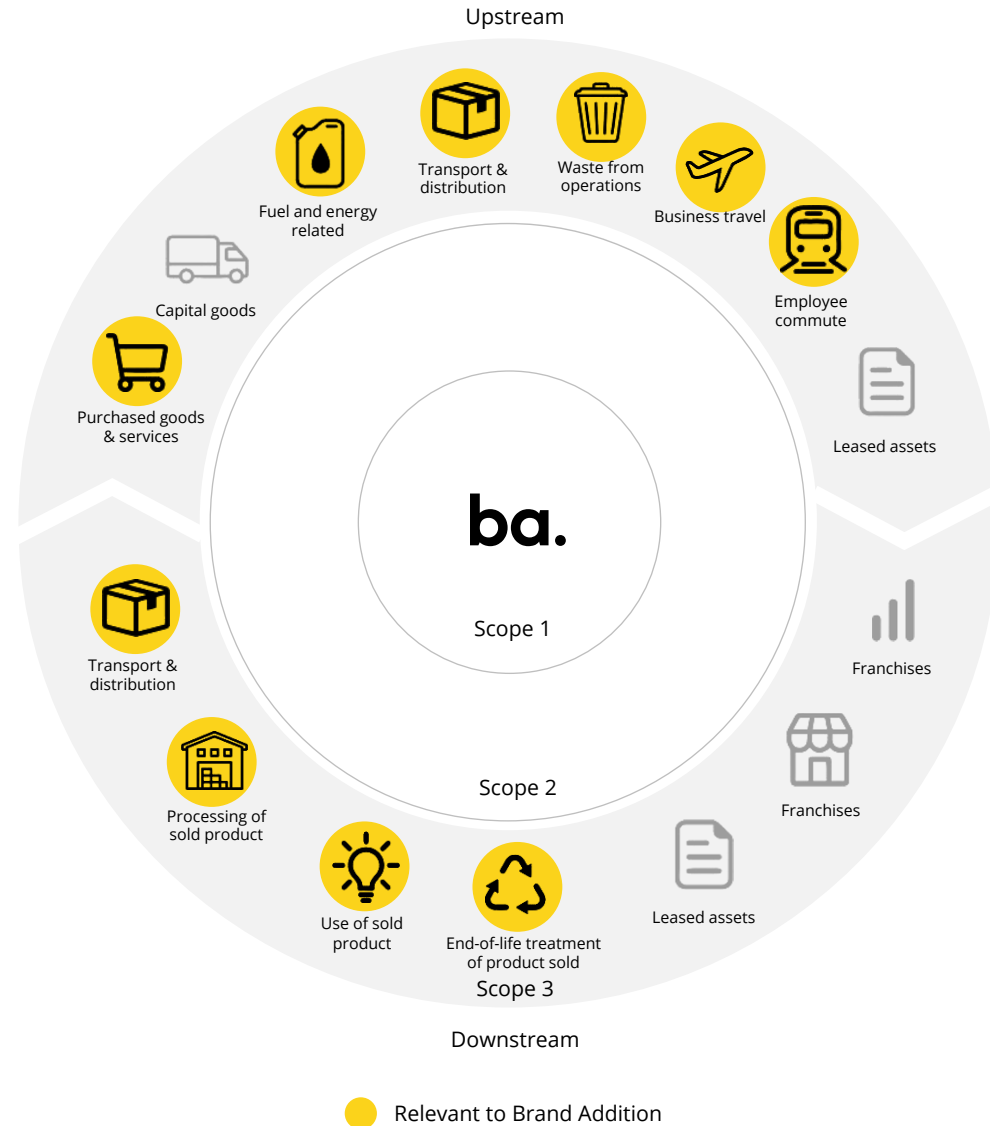 Upstream
Transport &
distribution
Waste from
operations
Business travel
Fuel and energy
related
Employee
commute
Capital goods
Purchased goods
& services
Leased assets
ba.
Scope 1
Transport &
distribution
Franchises
Scope 2
Processing of
sold product
Franchises
Use of sold
product
End-of-life treatment
of product sold
Leased assets
Scope 3
Downstream
Relevant to Brand Addition